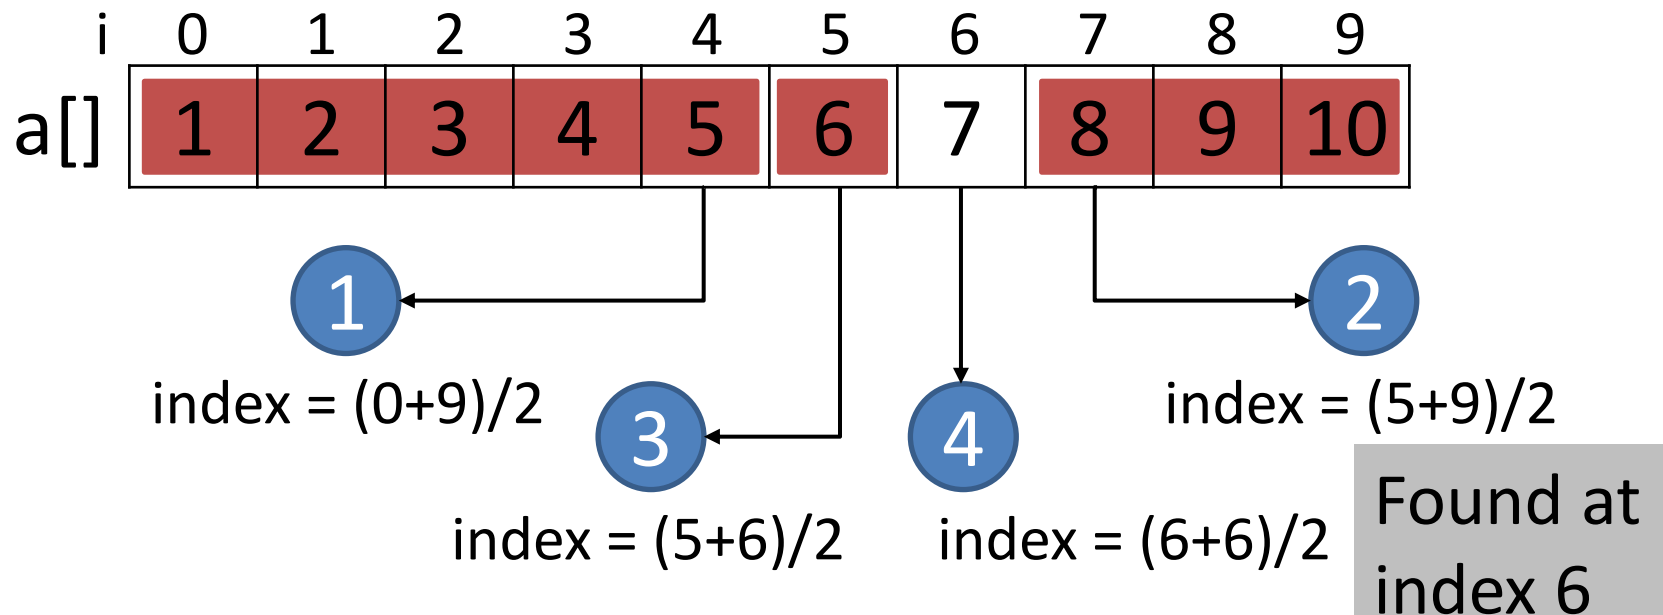 i 0 1 2 3 4 5 6 7 8 9
a[] 1 2 3 4 5 6 7 8 9 10
1 2
index = (0+9)/2 index = (5+9)/2
3 4
index = (5+6)/2 index = (6+6)/2
Found at
index 6